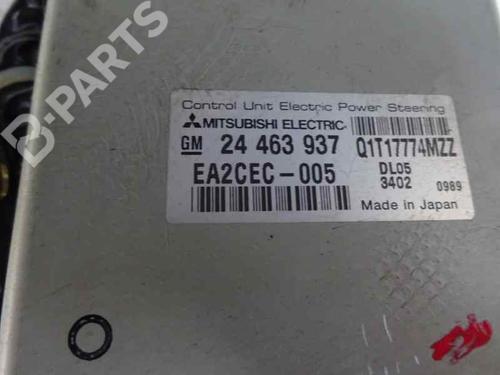 B-PARTS
Control Unit Electric Power Steering
MITSUBISHI ELECTRIC
GM 24 463 937 Q1T17774MZZ
EA2CEC-005 DL05
3402 0989
Made in Japan